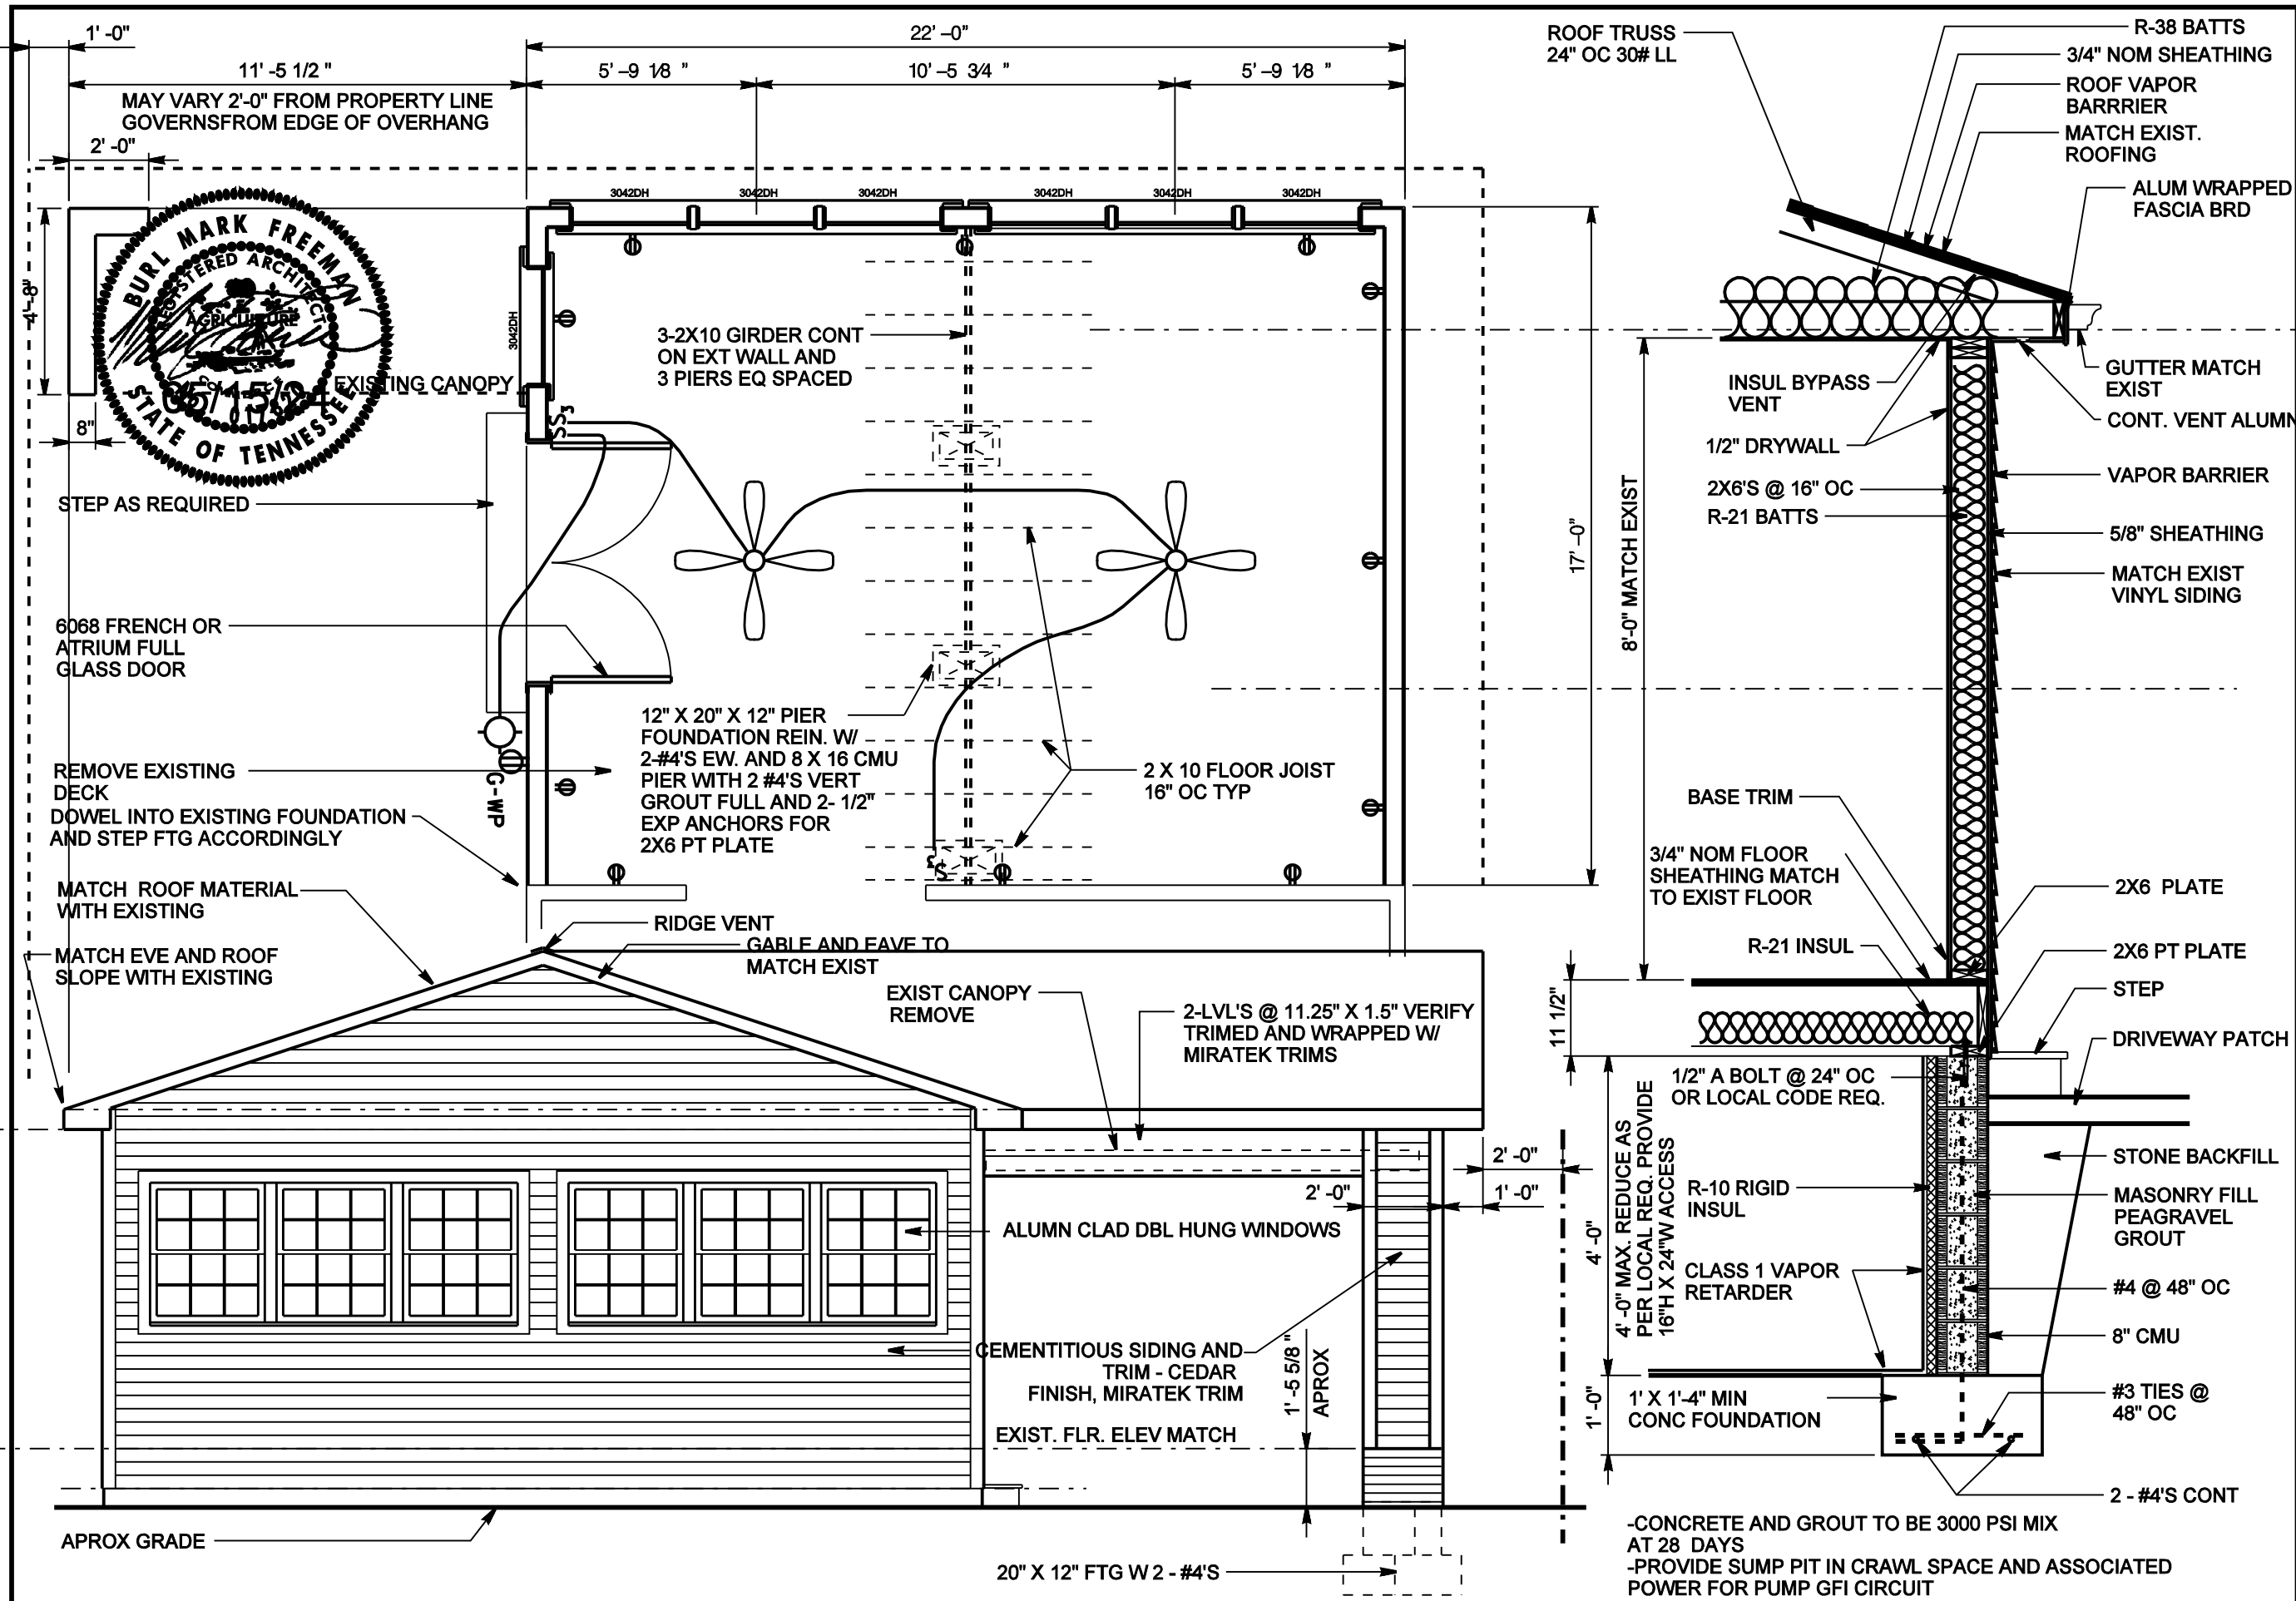 1' -0"
22' –0"
11' -5 1/2 "
5' –9 1/8 "
10' –5 3/4 "
5' –9 1/8 "
MAY VARY 2'-0" FROM PROPERTY LINE
GOVERNSFROM EDGE OF OVERHANG
2' -0"
4'-8"
8"
BURL MARK FREEMAN
REGISTERED ARCHITECT
AGRICULTURE
STATE OF TENNESSEE
EXISTING CANOPY
3042DH
3042DH
3042DH
3042DH
3042DH
3042DH
3042DH
3-2X10 GIRDER CONT
ON EXT WALL AND
3 PIERS EQ SPACED
SS3
STEP AS REQUIRED
17' –0"
6068 FRENCH OR
ATRIUM FULL
GLASS DOOR
12" X 20" X 12" PIER
FOUNDATION REIN. W/
2-#4'S EW. AND 8 X 16 CMU
PIER WITH 2 #4'S VERT
GROUT FULL AND 2- 1/2"
EXP ANCHORS FOR
2X6 PT PLATE
2 X 10 FLOOR JOIST
16" OC TYP
G-WP
REMOVE EXISTING
DECK
DOWEL INTO EXISTING FOUNDATION
AND STEP FTG ACCORDINGLY
MATCH ROOF MATERIAL
WITH EXISTING
MATCH EVE AND ROOF
SLOPE WITH EXISTING
RIDGE VENT
GABLE AND EAVE TO
MATCH EXIST
EXIST CANOPY
REMOVE
2-LVL'S @ 11.25" X 1.5" VERIFY
TRIMED AND WRAPPED W/
MIRATEK TRIMS
2' -0"
2' -0"
1' -0"
ALUMN CLAD DBL HUNG WINDOWS
CEMENTITIOUS SIDING AND
TRIM - CEDAR
FINISH, MIRATEK TRIM
1' -5 5/8 "
APROX
EXIST. FLR. ELEV MATCH
APROX GRADE
20" X 12" FTG W 2 - #4'S
ROOF TRUSS
24" OC 30# LL
R-38 BATTS
3/4" NOM SHEATHING
ROOF VAPOR
BARRRIER
MATCH EXIST.
ROOFING
ALUM WRAPPED
FASCIA BRD
GUTTER MATCH
EXIST
INSUL BYPASS
VENT
CONT. VENT ALUMN
1/2" DRYWALL
VAPOR BARRIER
2X6'S @ 16" OC
R-21 BATTS
5/8" SHEATHING
MATCH EXIST
VINYL SIDING
8'-0" MATCH EXIST
BASE TRIM
3/4" NOM FLOOR
SHEATHING MATCH
TO EXIST FLOOR
2X6 PLATE
R-21 INSUL
2X6 PT PLATE
STEP
11 1/2"
DRIVEWAY PATCH
1/2" A BOLT @ 24" OC
OR LOCAL CODE REQ.
4' -0"
4' -0" MAX. REDUCE AS
PER LOCAL REQ. PROVIDE
16"H X 24"W ACCESS
STONE BACKFILL
R-10 RIGID
INSUL
MASONRY FILL
PEAGRAVEL
GROUT
CLASS 1 VAPOR
RETARDER
#4 @ 48" OC
8" CMU
1' -0"
1' X 1'-4" MIN
CONC FOUNDATION
#3 TIES @
48" OC
2 - #4'S CONT
-CONCRETE AND GROUT TO BE 3000 PSI MIX
AT 28 DAYS
-PROVIDE SUMP PIT IN CRAWL SPACE AND ASSOCIATED
POWER FOR PUMP GFI CIRCUIT